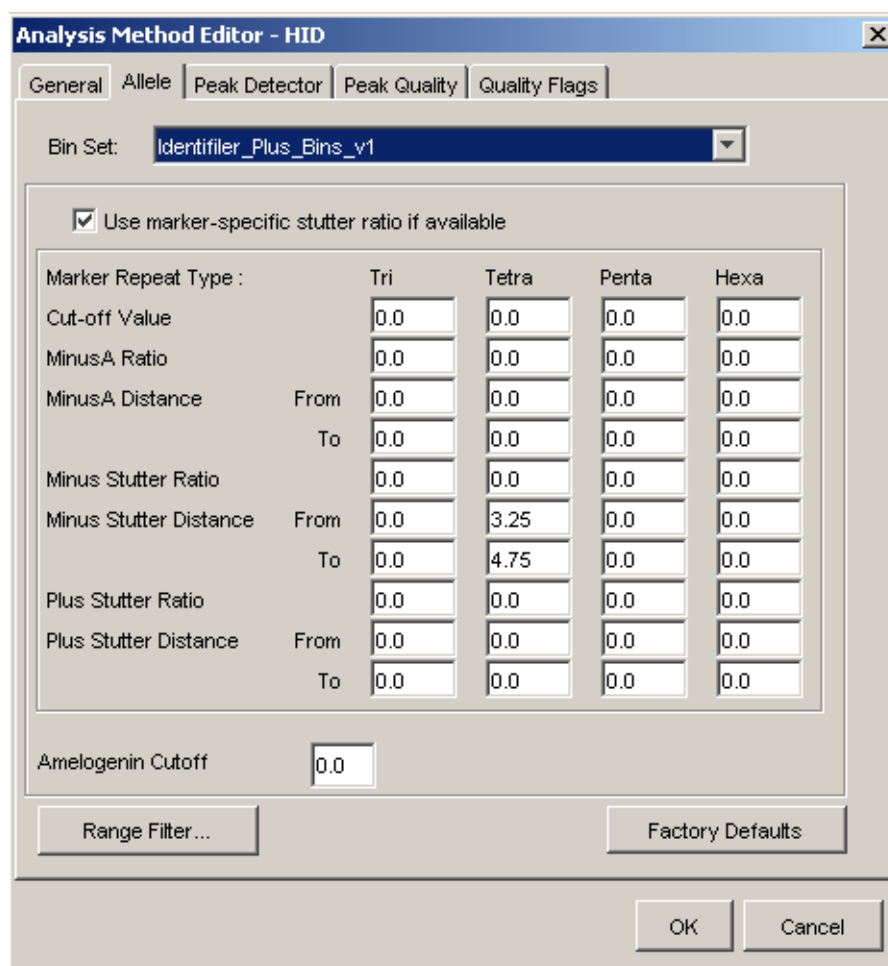 Analysis Method Editor - HID
General Allele Peak Detector Peak Quality Quality Flags
Bin Set: Identifiler_Plus_Bins_v1
Use marker-specific stutter ratio if available
Marker Repeat Type : Tri Tetra Penta Hexa
Cut-off Value 0.0 0.0 0.0 0.0
MinusA Ratio 0.0 0.0 0.0 0.0
MinusA Distance From 0.0 0.0 0.0 0.0
To 0.0 0.0 0.0 0.0
Minus Stutter Ratio 0.0 0.0 0.0 0.0
Minus Stutter Distance From 0.0 3.25 0.0 0.0
To 0.0 4.75 0.0 0.0
Plus Stutter Ratio 0.0 0.0 0.0 0.0
Plus Stutter Distance From 0.0 0.0 0.0 0.0
To 0.0 0.0 0.0 0.0
Amelogenin Cutoff 0.0
Range Filter... Factory Defaults
OK Cancel